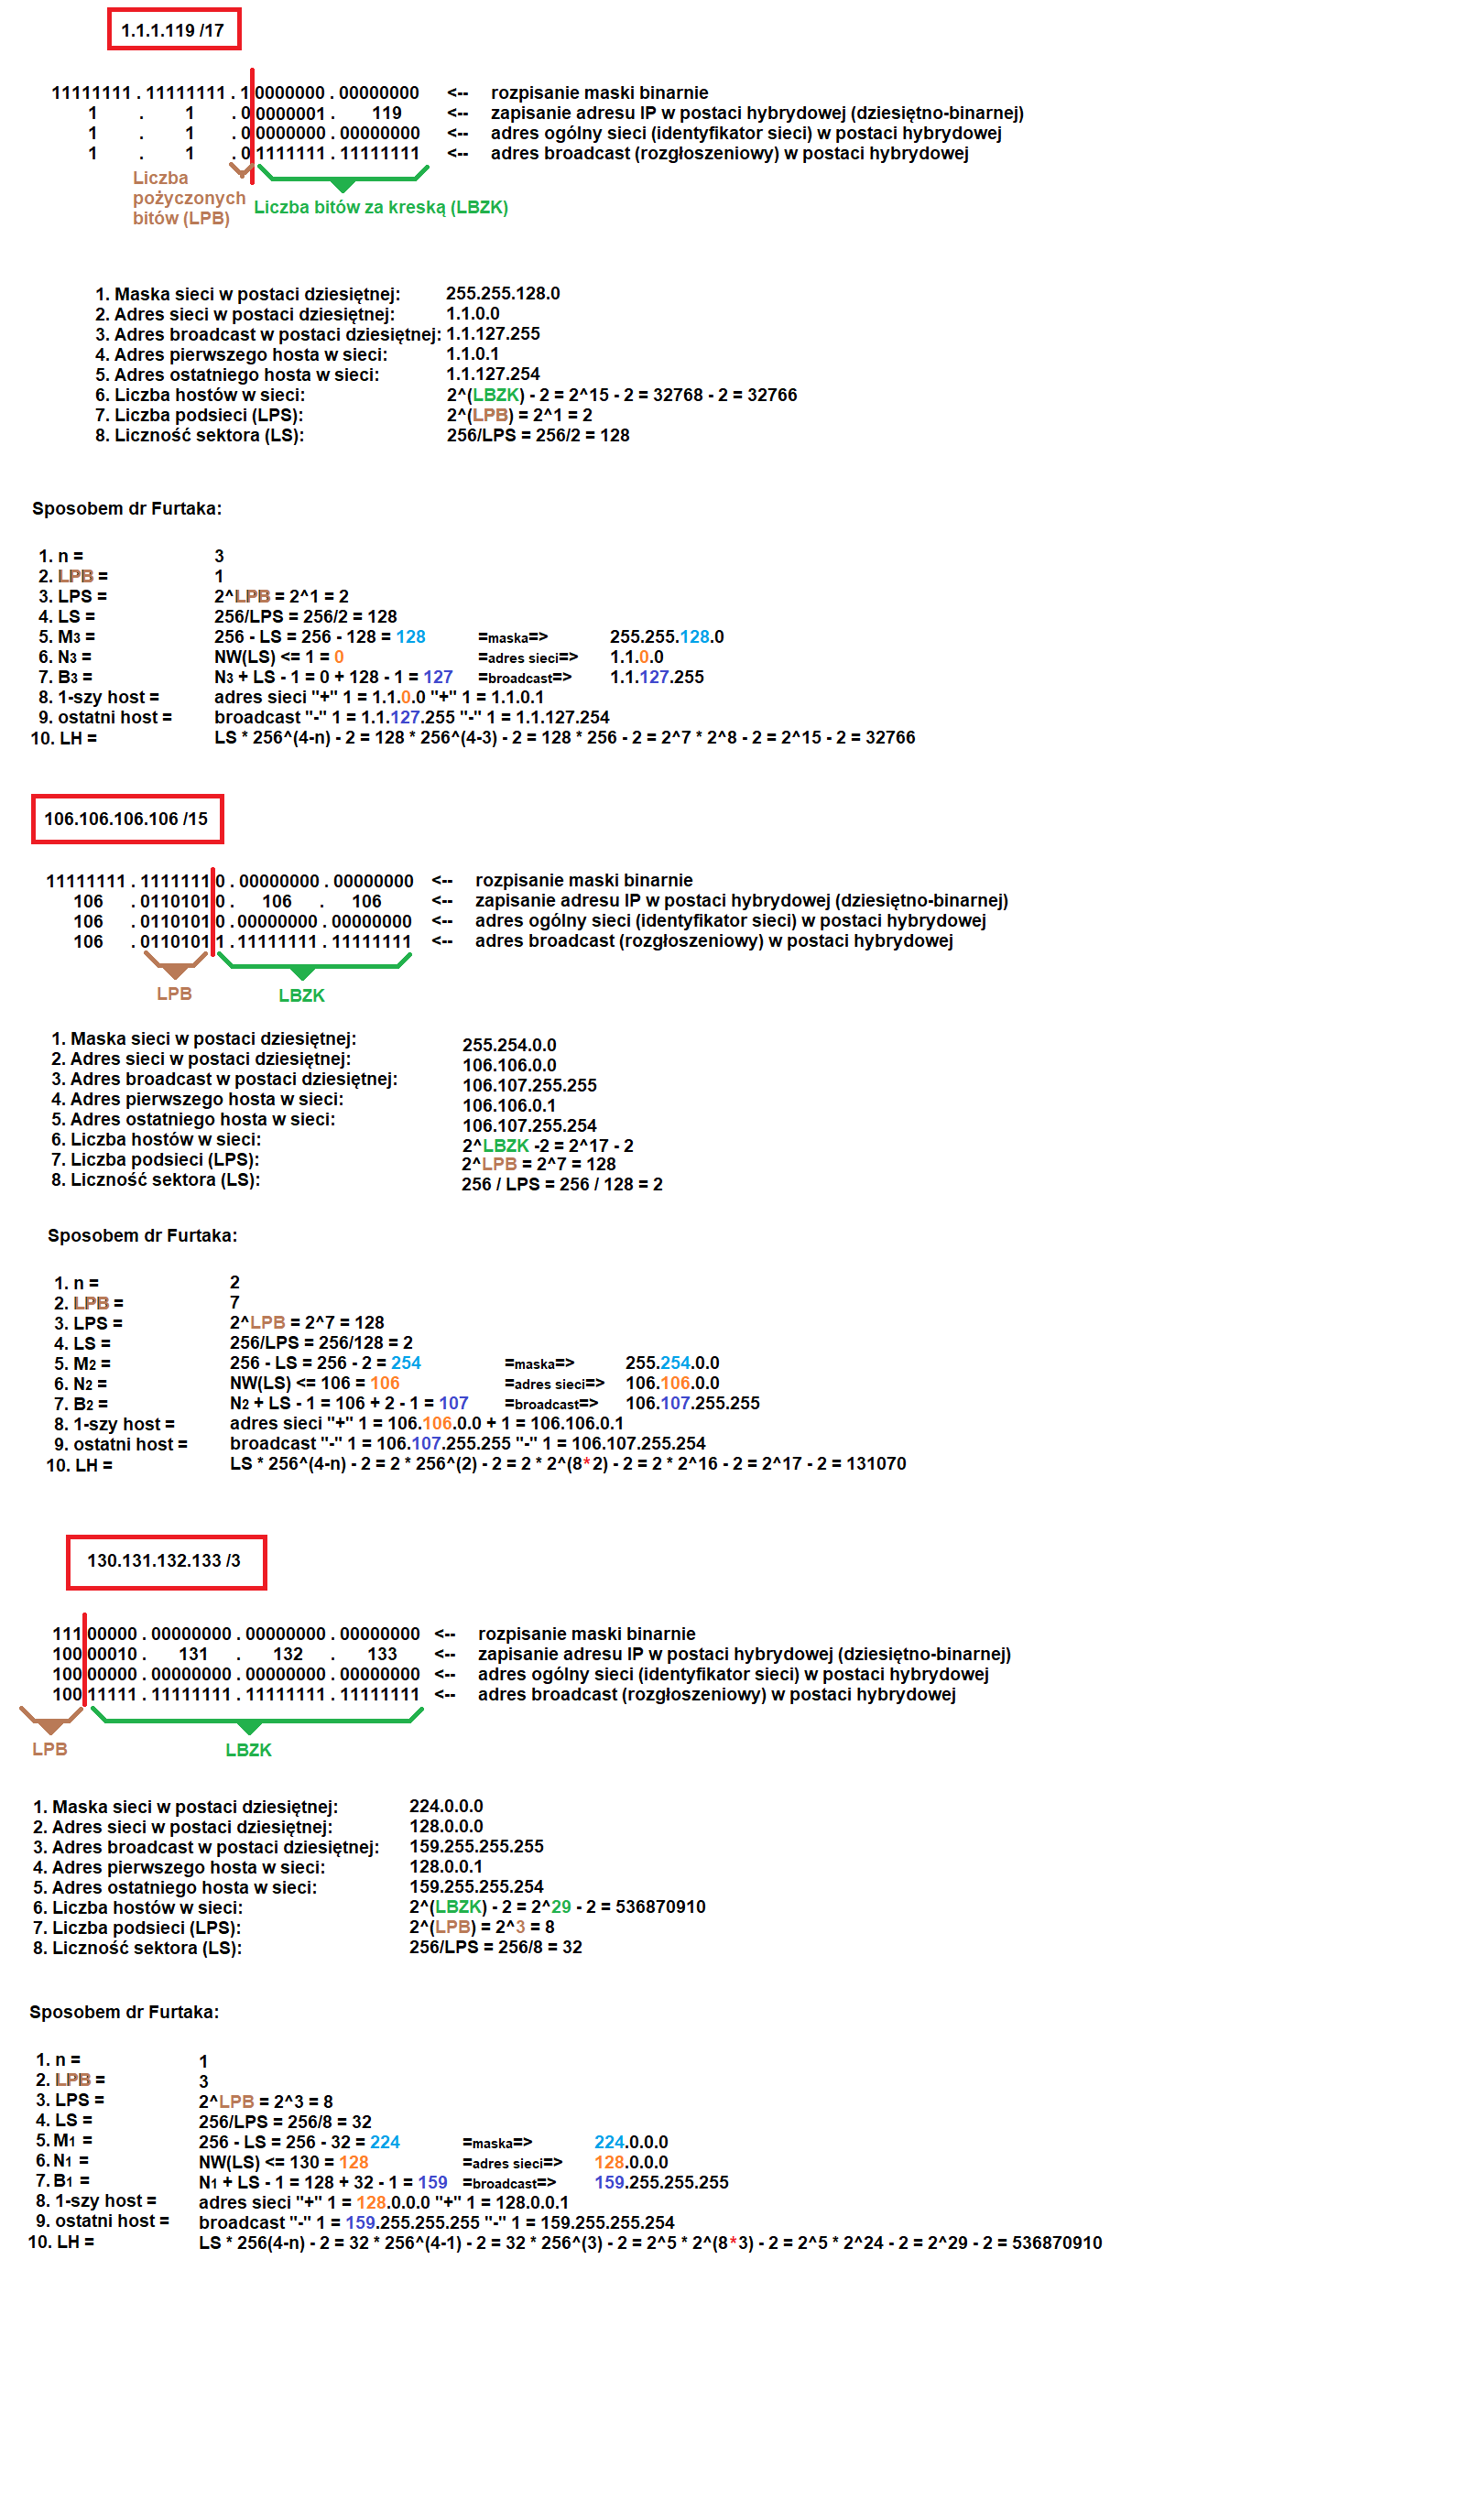 1.1.1.119 /17
11111111 . 11111111 . 10000000 . 00000000 <-- rozpisanie maski binarnie
1 . 1 . 00000001 . 119 <-- zapisanie adresu IP w postaci hybrydowej (dziesiętno-binarnej)
1 . 1 . 00000000 . 00000000 <-- adres ogólny sieci (identyfikator sieci) w postaci hybrydowej
1 . 1 . 01111111 . 11111111 <-- adres broadcast (rozgłoszeniowy) w postaci hybrydowej
Liczba
pożyczonych
bitów (LPB)
Liczba bitów za kreską (LBZK)
1. Maska sieci w postaci dziesiętnej: 255.255.128.0
2. Adres sieci w postaci dziesiętnej: 1.1.0.0
3. Adres broadcast w postaci dziesiętnej: 1.1.127.255
4. Adres pierwszego hosta w sieci: 1.1.0.1
5. Adres ostatniego hosta w sieci: 1.1.127.254
6. Liczba hostów w sieci: 2^(LBZK) - 2 = 2^15 - 2 = 32768 - 2 = 32766
7. Liczba podsieci (LPS): 2^(LPB) = 2^1 = 2
8. Liczność sektora (LS): 256/LPS = 256/2 = 128
Sposobem dr Furtaka:
1. n = 3
2. LPB = 1
3. LPS = 2^LPB = 2^1 = 2
4. LS = 256/LPS = 256/2 = 128
5. M3 = 256 - LS = 256 - 128 = 128 =maska=> 255.255.128.0
6. N3 = NW(LS) <= 1 = 0 =adres sieci=> 1.1.0.0
7. B3 = N3 + LS - 1 = 0 + 128 - 1 = 127 =broadcast=> 1.1.127.255
8. 1-szy host = adres sieci "+" 1 = 1.1.0.0 "+" 1 = 1.1.0.1
9. ostatni host = broadcast "-" 1 = 1.1.127.255 "-" 1 = 1.1.127.254
10. LH = LS * 256^(4-n) - 2 = 128 * 256^(4-3) - 2 = 128 * 256 - 2 = 2^7 * 2^8 - 2 = 2^15 - 2 = 32766
106.106.106.106 /15
11111111 . 11111110 . 00000000 . 00000000 <-- rozpisanie maski binarnie
106 . 01101010 . 106 . 106 <-- zapisanie adresu IP w postaci hybrydowej (dziesiętno-binarnej)
106 . 01101010 . 00000000 . 00000000 <-- adres ogólny sieci (identyfikator sieci) w postaci hybrydowej
106 . 01101011 . 11111111 . 11111111 <-- adres broadcast (rozgłoszeniowy) w postaci hybrydowej
LPB LBZK
1. Maska sieci w postaci dziesiętnej: 255.254.0.0
2. Adres sieci w postaci dziesiętnej: 106.106.0.0
3. Adres broadcast w postaci dziesiętnej: 106.107.255.255
4. Adres pierwszego hosta w sieci: 106.106.0.1
5. Adres ostatniego hosta w sieci: 106.107.255.254
6. Liczba hostów w sieci: 2^LBZK -2 = 2^17 - 2
7. Liczba podsieci (LPS): 2^LPB = 2^7 = 128
8. Liczność sektora (LS): 256 / LPS = 256 / 128 = 2
Sposobem dr Furtaka:
1. n = 2
2. LPB = 7
3. LPS = 2^LPB = 2^7 = 128
4. LS = 256/LPS = 256/128 = 2
5. M2 = 256 - LS = 256 - 2 = 254 =maska=> 255.254.0.0
6. N2 = NW(LS) <= 106 = 106 =adres sieci=> 106.106.0.0
7. B2 = N2 + LS - 1 = 106 + 2 - 1 = 107 =broadcast=> 106.107.255.255
8. 1-szy host = adres sieci "+" 1 = 106.106.0.0 + 1 = 106.106.0.1
9. ostatni host = broadcast "-" 1 = 106.107.255.255 "-" 1 = 106.107.255.254
10. LH = LS * 256^(4-n) - 2 = 2 * 256^(2) - 2 = 2 * 2^(8*2) - 2 = 2 * 2^16 - 2 = 2^17 - 2 = 131070
130.131.132.133 /3
11100000 . 00000000 . 00000000 . 00000000 <-- rozpisanie maski binarnie
10000010 . 131 . 132 . 133 <-- zapisanie adresu IP w postaci hybrydowej (dziesiętno-binarnej)
10000000 . 00000000 . 00000000 . 00000000 <-- adres ogólny sieci (identyfikator sieci) w postaci hybrydowej
10011111 . 11111111 . 11111111 . 11111111 <-- adres broadcast (rozgłoszeniowy) w postaci hybrydowej
LPB LBZK
1. Maska sieci w postaci dziesiętnej: 224.0.0.0
2. Adres sieci w postaci dziesiętnej: 128.0.0.0
3. Adres broadcast w postaci dziesiętnej: 159.255.255.255
4. Adres pierwszego hosta w sieci: 128.0.0.1
5. Adres ostatniego hosta w sieci: 159.255.255.254
6. Liczba hostów w sieci: 2^(LBZK) - 2 = 2^29 - 2 = 536870910
7. Liczba podsieci (LPS): 2^(LPB) = 2^3 = 8
8. Liczność sektora (LS): 256/LPS = 256/8 = 32
Sposobem dr Furtaka:
1. n = 1
2. LPB = 3
3. LPS = 2^LPB = 2^3 = 8
4. LS = 256/LPS = 256/8 = 32
5. M1 = 256 - LS = 256 - 32 = 224 =maska=> 224.0.0.0
6. N1 = NW(LS) <= 130 = 128 =adres sieci=> 128.0.0.0
7. B1 = N1 + LS - 1 = 128 + 32 - 1 = 159 =broadcast=> 159.255.255.255
8. 1-szy host = adres sieci "+" 1 = 128.0.0.0 "+" 1 = 128.0.0.1
9. ostatni host = broadcast "-" 1 = 159.255.255.255 "-" 1 = 159.255.255.254
10. LH = LS * 256(4-n) - 2 = 32 * 256^(4-1) - 2 = 32 * 256^(3) - 2 = 2^5 * 2^(8*3) - 2 = 2^5 * 2^24 - 2 = 2^29 - 2 = 536870910